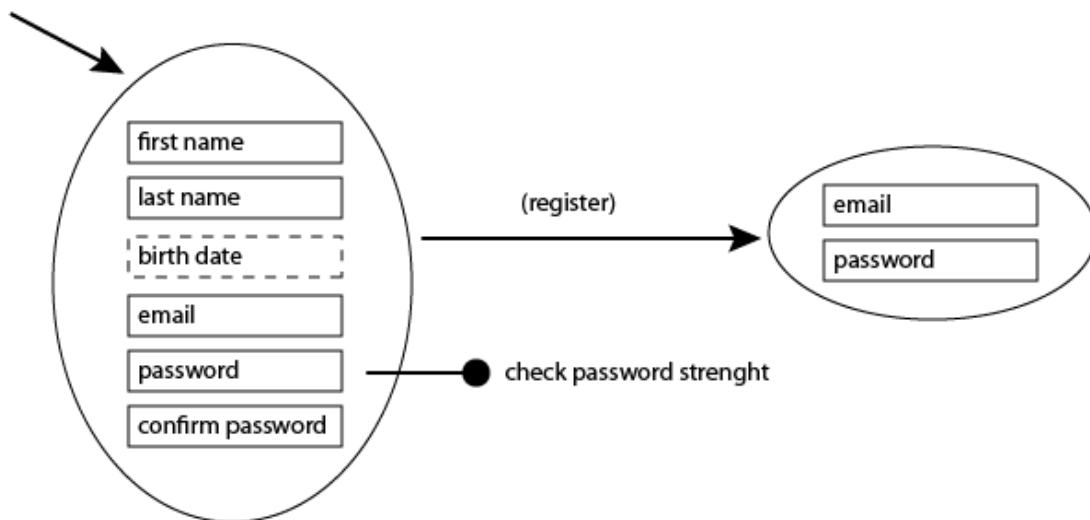 first name
last name
birth date
email
password
confirm password
(register)
check password strenght
email
password